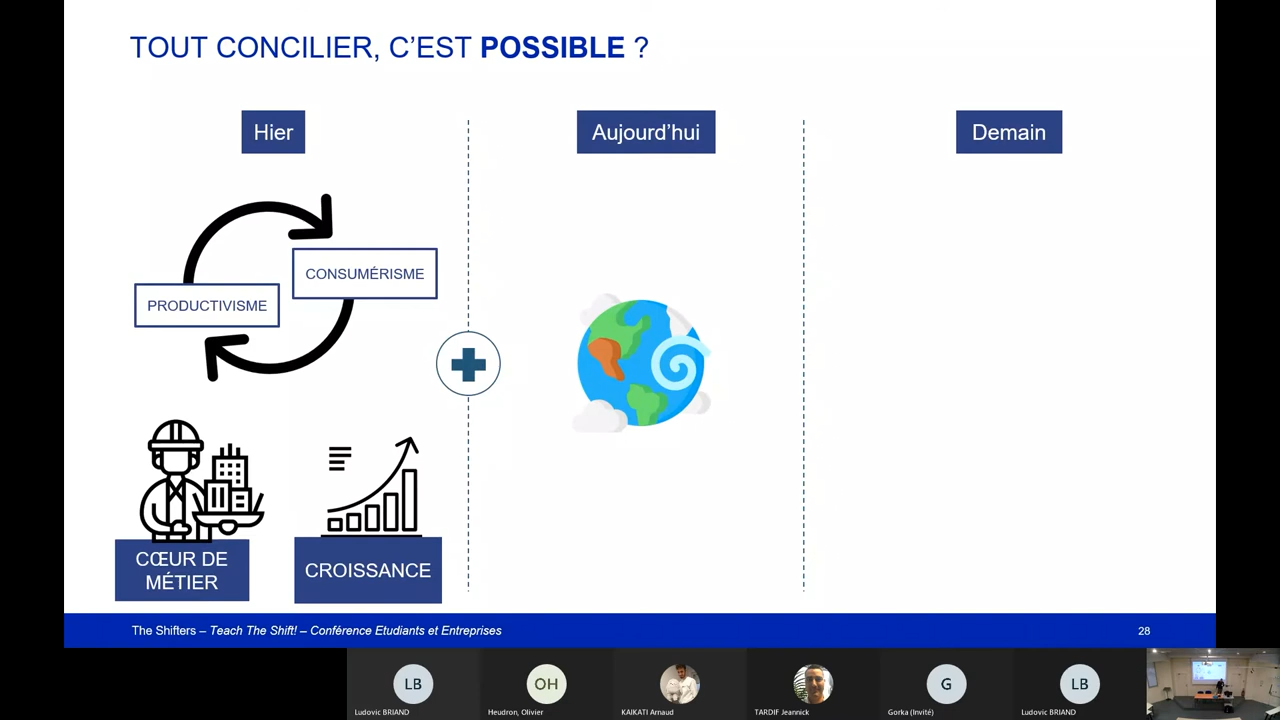 TOUT CONCILIER, C'EST POSSIBLE ?
Hier
Aujourd'hui
Demain
CONSUMÉRISME
PRODUCTIVISME
CŒUR DE
MÉTIER
CROISSANCE
The Shifters – Teach The Shift! – Conférence Etudiants et Entreprises
28
LB
OH
G
LB
Ludovic BRIAND
Heudron, Olivier
KAIKATI Arnaud
TARDIF Jeannick
Gorka (Invité)
Ludovic BRIAND